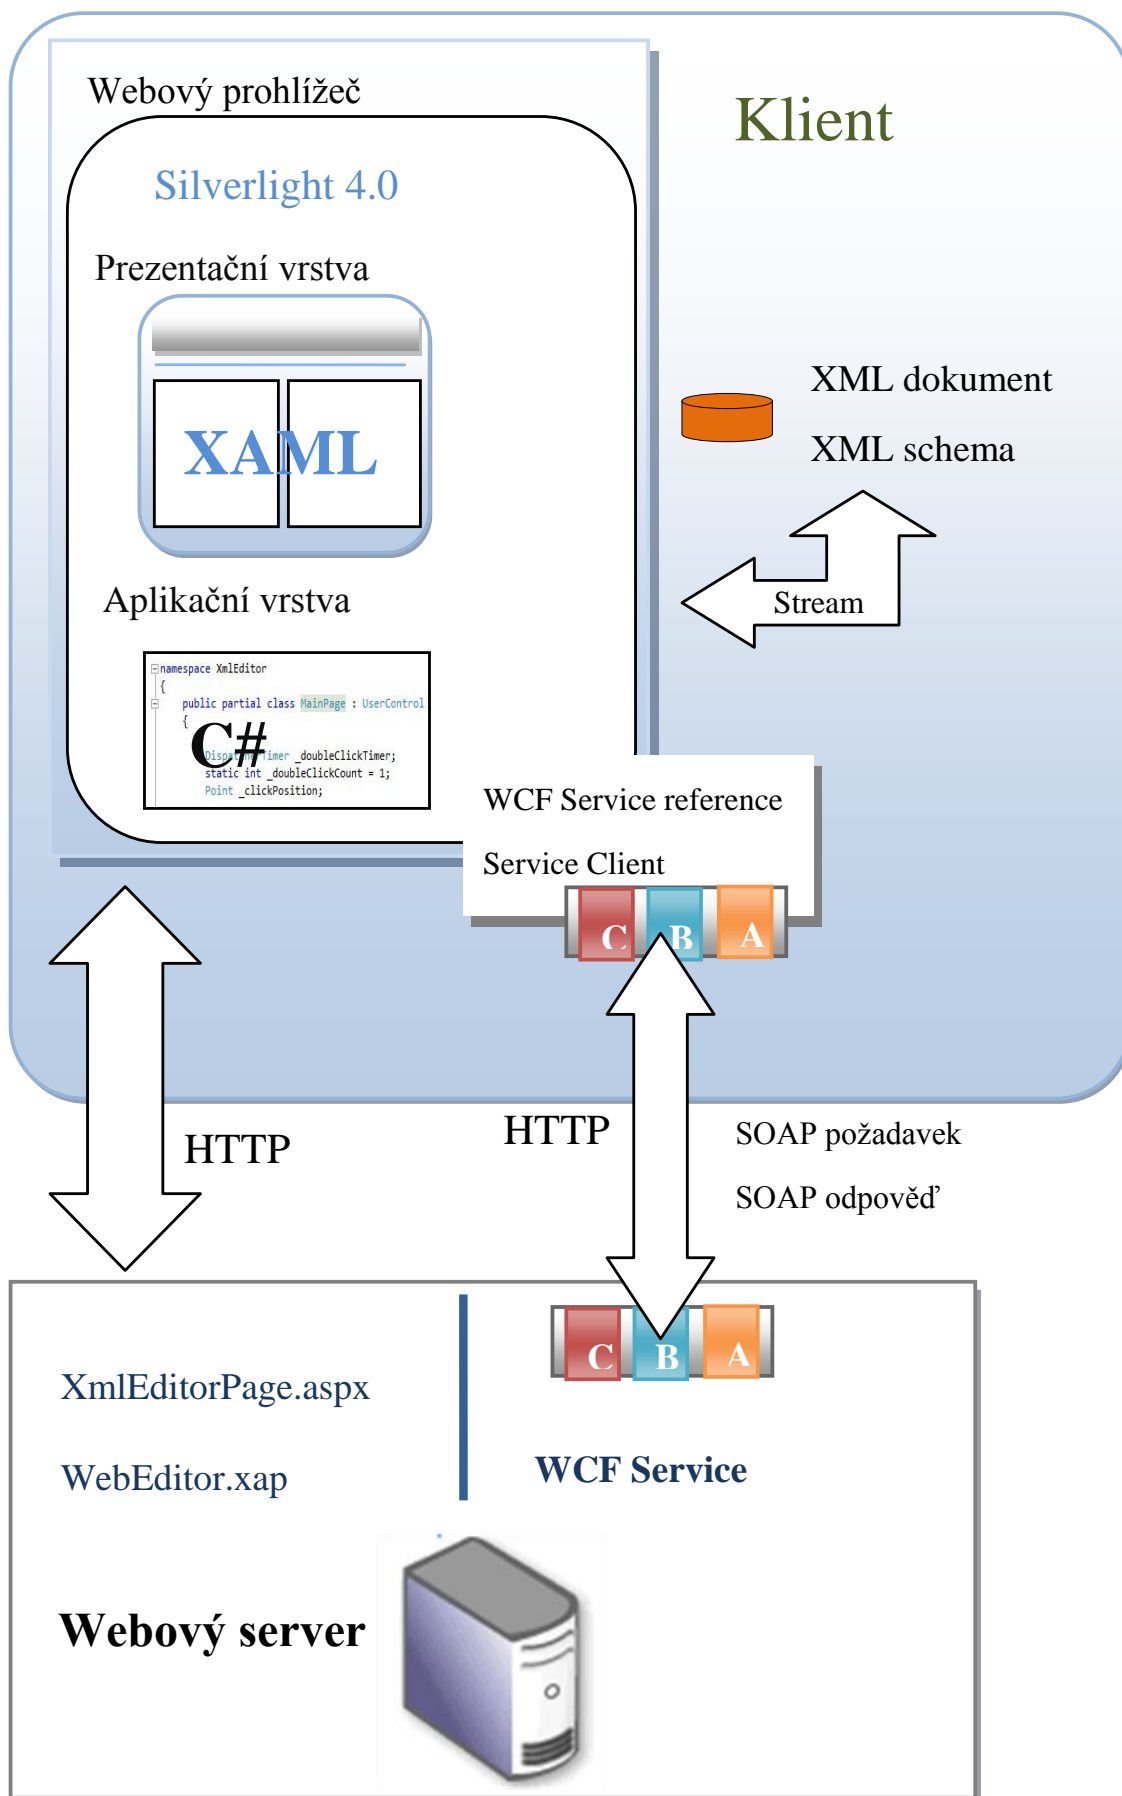 Webový prohlížeč
Klient
Silverlight 4.0
Prezentační vrstva
XAML
XML dokument
XML schema
Stream
Aplikační vrstva
namespace XmlEditor
{
public partial class MainPage : UserControl
{
C#
DispatcherTimer _doubleClickTimer;
static int _doubleClickCount = 1;
Point _clickPosition;
WCF Service reference
Service Client
C B A
HTTP
HTTP
SOAP požadavek
SOAP odpověď
C B A
XmlEditorPage.aspx
WebEditor.xap
WCF Service
Webový server